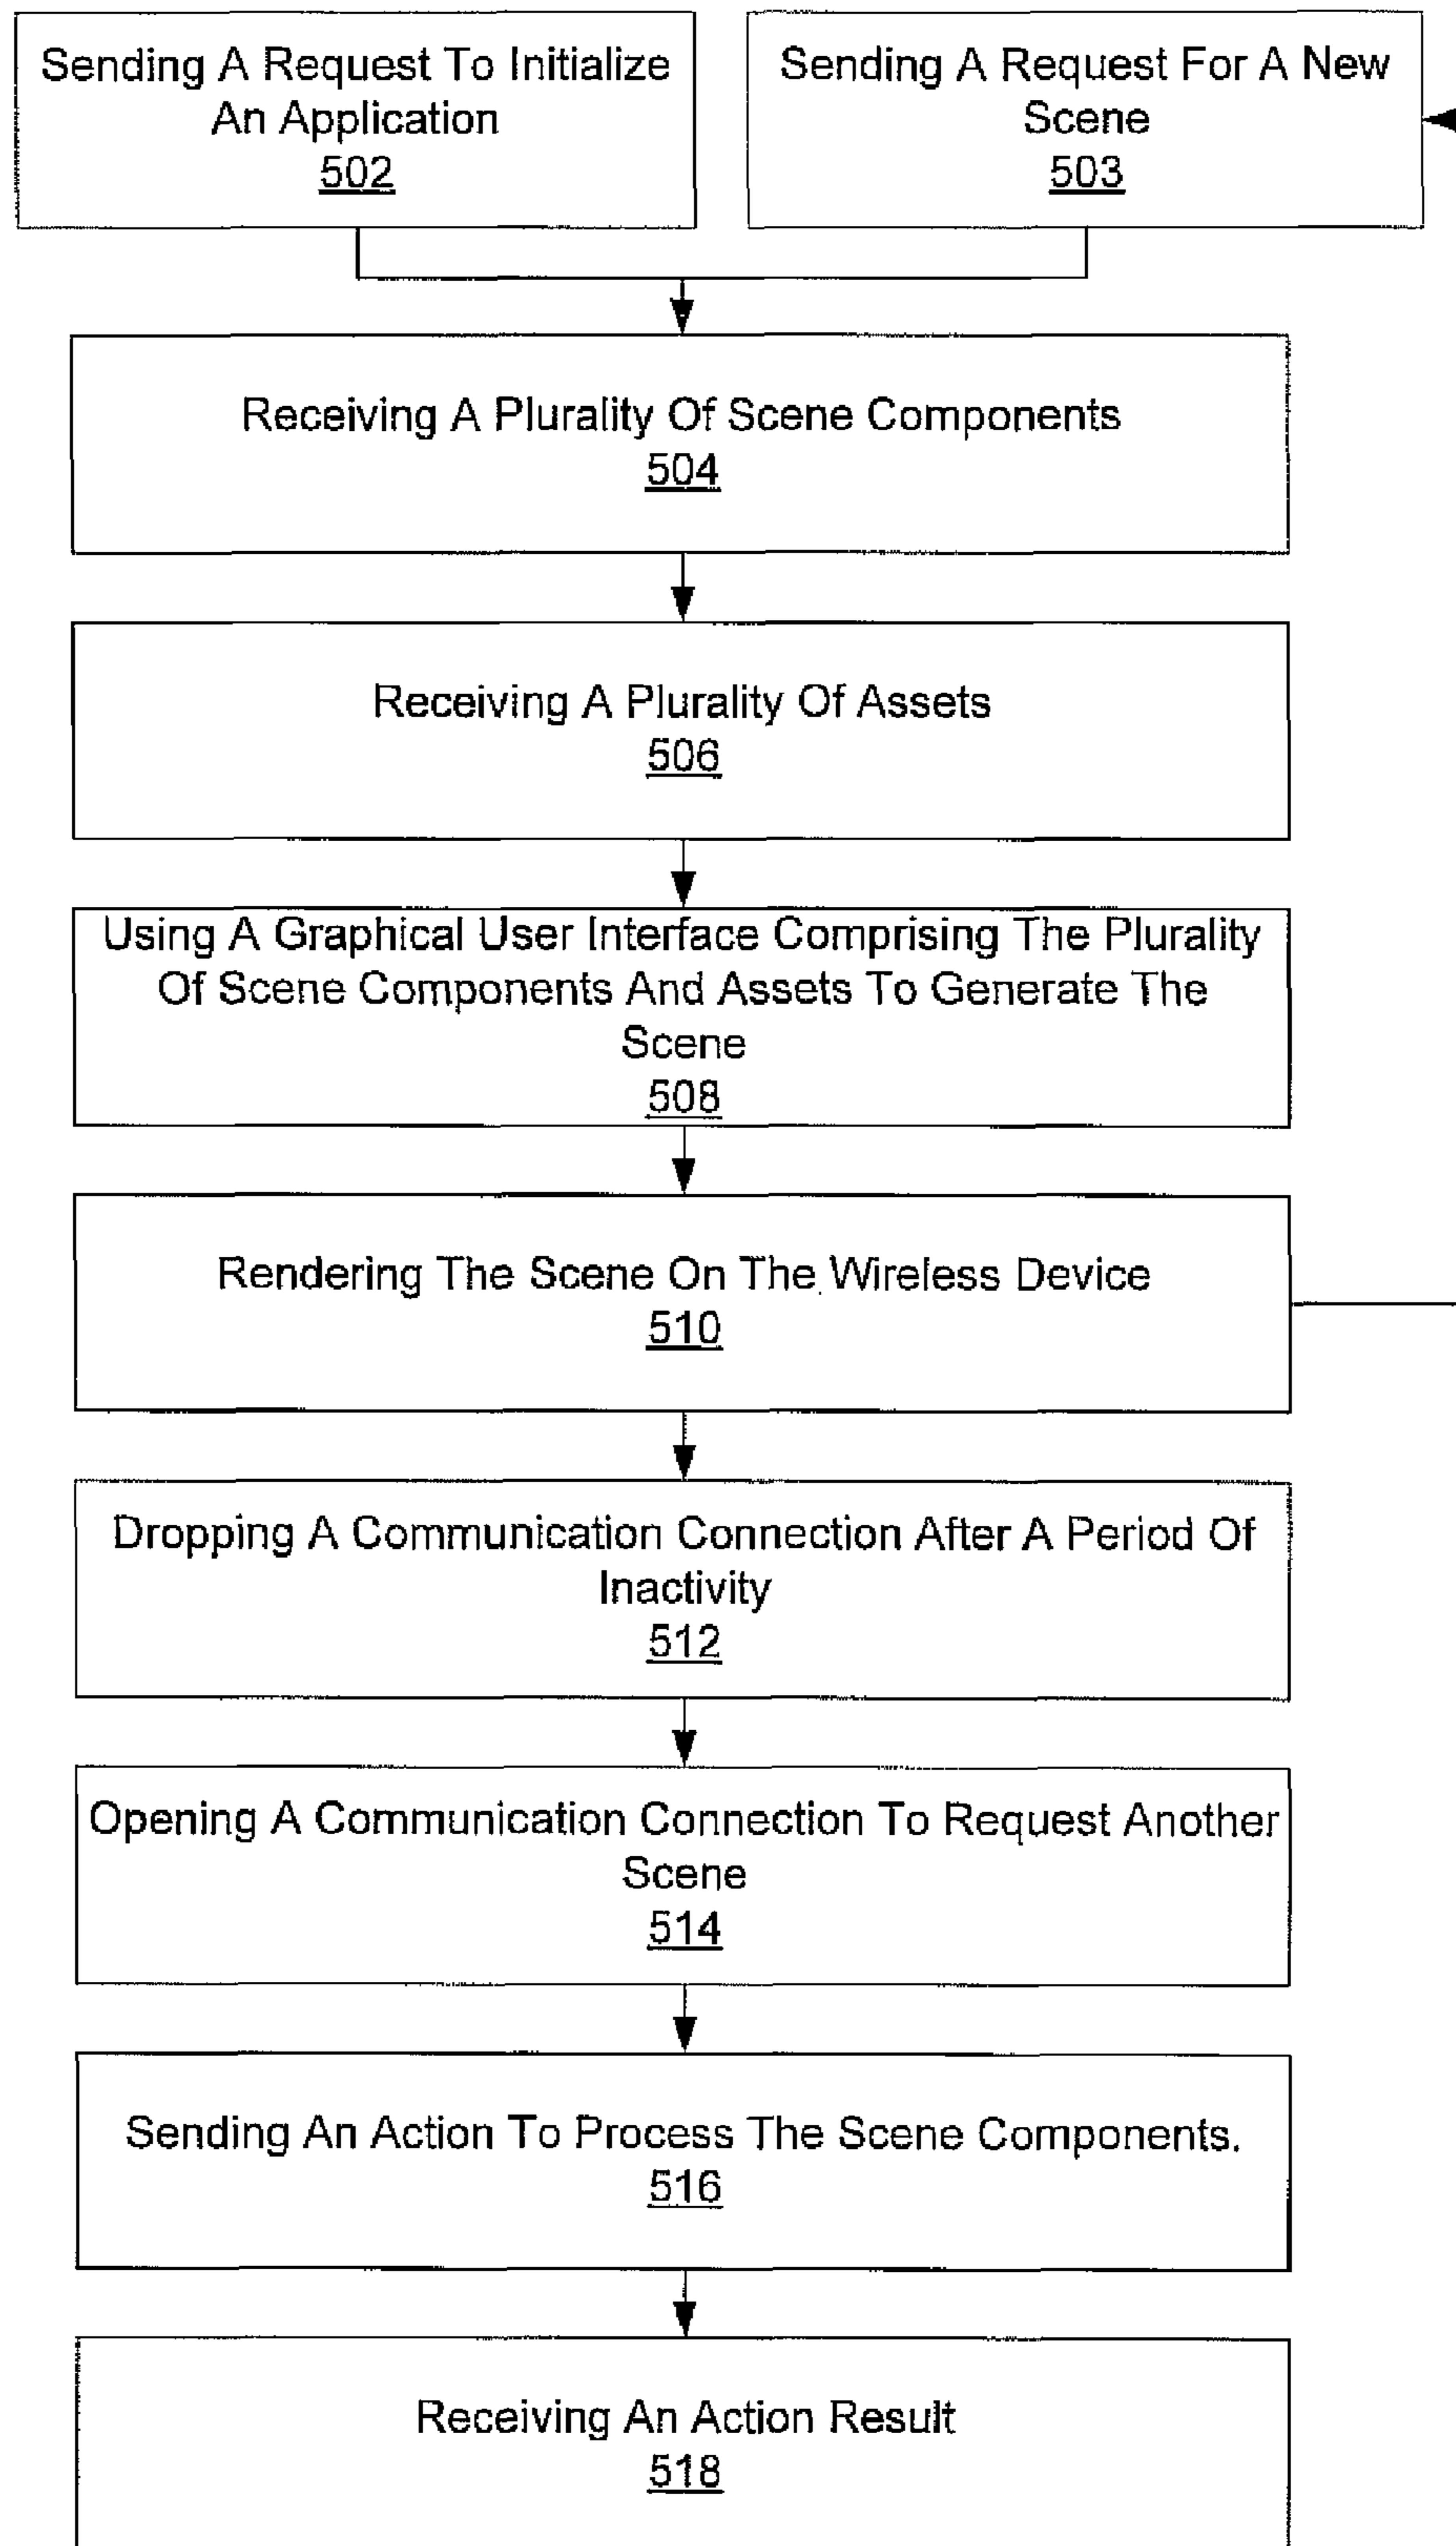 Sending A Request To Initialize
An Application
502
Sending A Request For A New
Scene
503
Receiving A Plurality Of Scene Components
504
Receiving A Plurality Of Assets
506
Using A Graphical User Interface Comprising The Plurality
Of Scene Components And Assets To Generate The
Scene
508
Rendering The Scene On The Wireless Device
510
Dropping A Communication Connection After A Period Of
Inactivity
512
Opening A Communication Connection To Request Another
Scene
514
Sending An Action To Process The Scene Components.
516
Receiving An Action Result
518